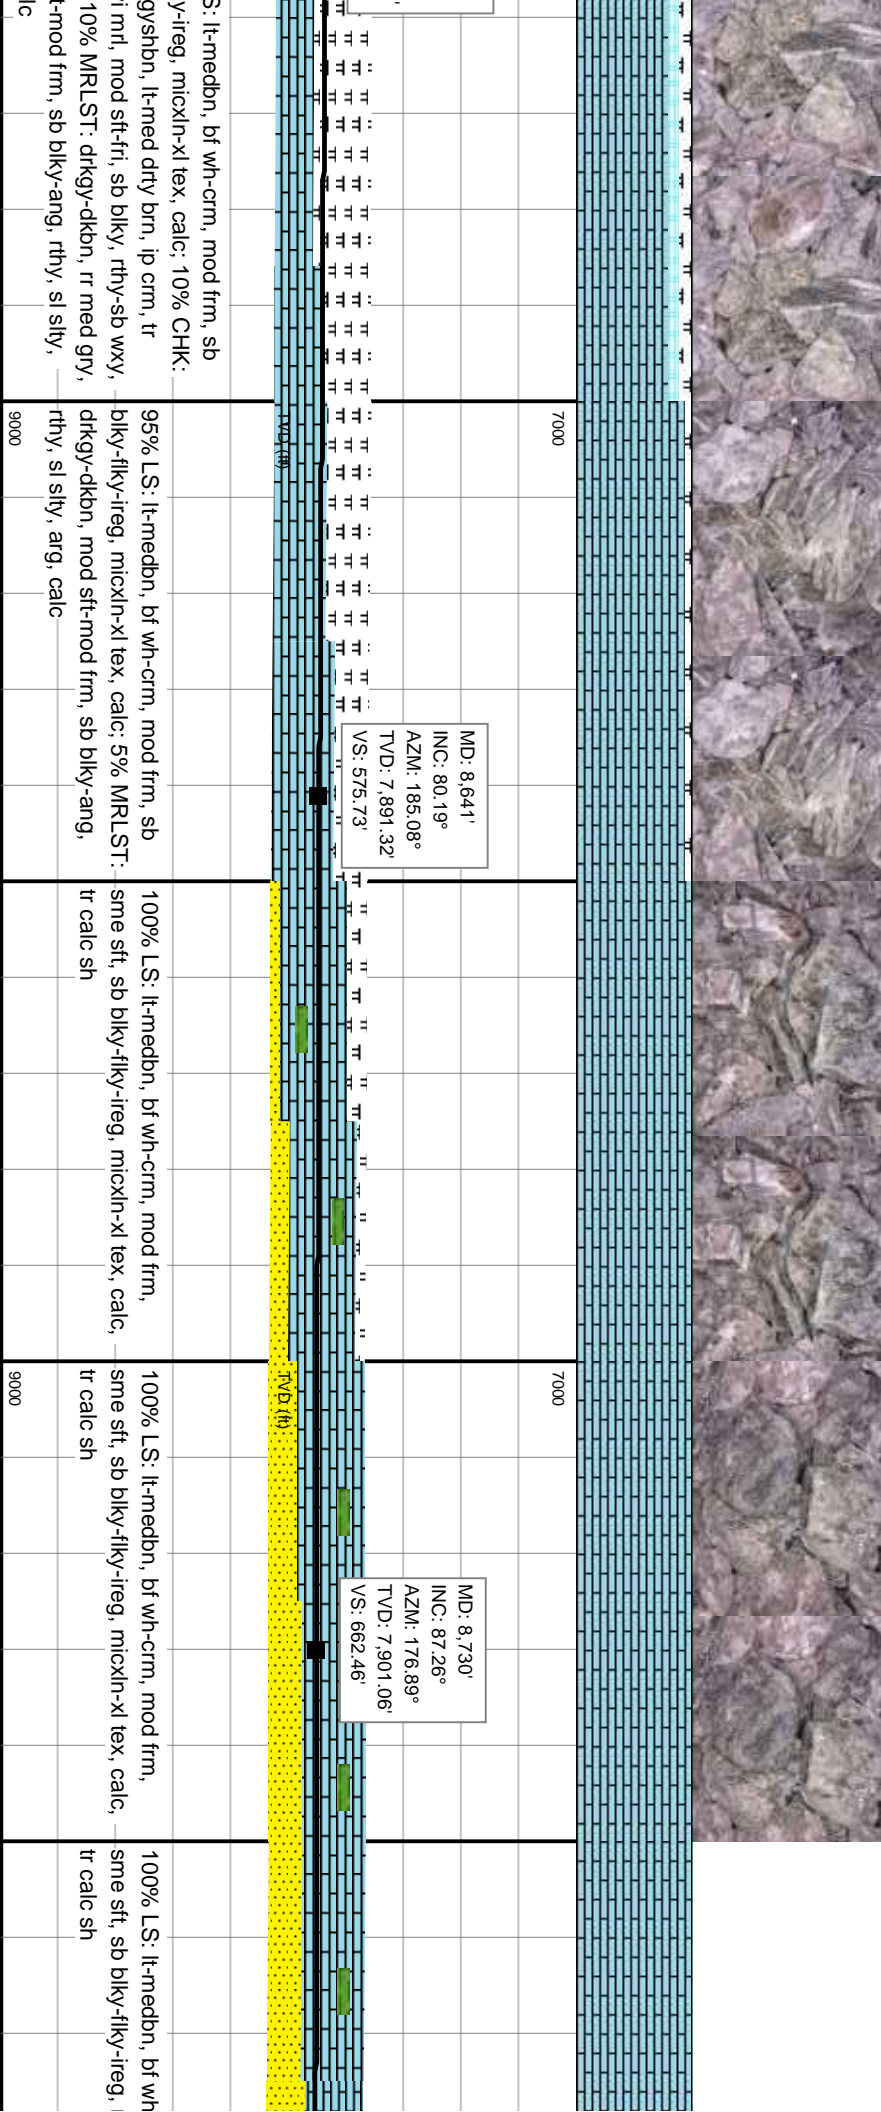 S: lt-medbn, bf wh-crm, mod frm, sb
y-ireg, micxln-xl tex, calc; 10% CHK:
gyshbn, lt-med drty brn, ip crm, tr
i mrl, mod sft-fri, sb blky, rthy-sb wxy,
10% MRLST: drkgy-dkbn, rr med gry,
t-mod frm, sb blky-ang, rthy, sl slty,
lc
7000
TVD (ft)
9000
95% LS: lt-medbn, bf wh-crm, mod frm, sb
blky-flky-ireg, micxln-xl tex, calc; 5% MRLST:
drkgy-dkbn, mod sft-mod frm, sb blky-ang,
rthy, sl slty, arg, calc
MD: 8,641'
INC: 80.19°
AZM: 185.08°
TVD: 7,891.32'
VS: 575.73'
100% LS: lt-medbn, bf wh-crm, mod frm,
sme sft, sb blky-flky-ireg, micxln-xl tex, calc,
tr calc sh
7000
TVD (ft)
9000
100% LS: lt-medbn, bf wh-crm, mod frm,
sme sft, sb blky-flky-ireg, micxln-xl tex, calc,
tr calc sh
MD: 8,730'
INC: 87.26°
AZM: 176.89°
TVD: 7,901.06'
VS: 662.46'
100% LS: lt-medbn, bf wh
sme sft, sb blky-flky-ireg,
tr calc sh